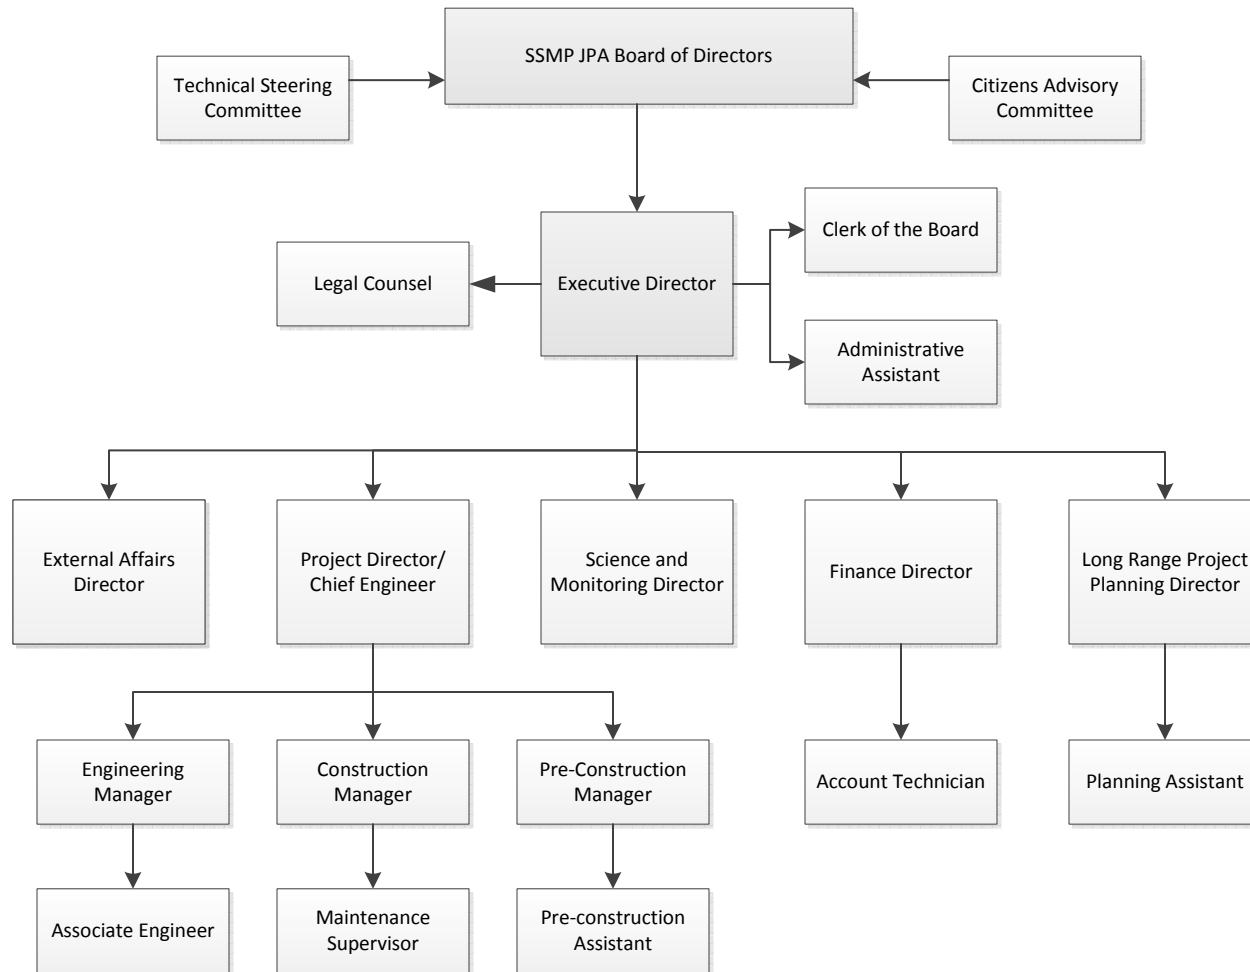 SSMP JPA Board of Directors
Technical Steering
Committee
Citizens Advisory
Committee
Clerk of the Board
Legal Counsel
Executive Director
Administrative
Assistant
External Affairs
Director
Project Director/
Chief Engineer
Science and
Monitoring Director
Finance Director
Long Range Project
Planning Director
Engineering
Manager
Construction
Manager
Pre-Construction
Manager
Account Technician
Planning Assistant
Associate Engineer
Maintenance
Supervisor
Pre-construction
Assistant